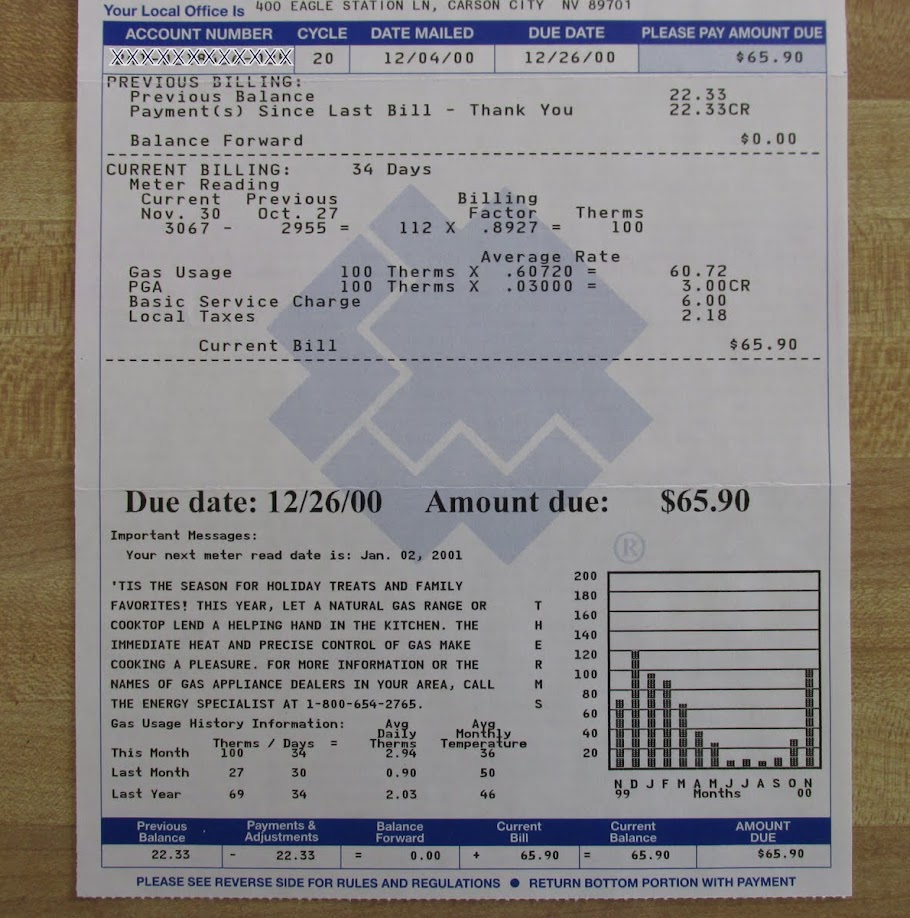 Your Local Office Is 400 EAGLE STATION LN, CARSON CITY NV 89701
ACCOUNT NUMBER CYCLE DATE MAILED DUE DATE PLEASE PAY AMOUNT DUE
20 12/04/00 12/26/00 $65.90
PREVIOUS BILLING:
Previous Balance 22.33
Payment(s) Since Last Bill - Thank You 22.33CR
Balance Forward $0.00
CURRENT BILLING: 34 Days
Meter Reading
Current Previous Billing
Nov. 30 Oct. 27 Factor Therms
3067 - 2955 = 112 X .8927 = 100
Average Rate
Gas Usage 100 Therms X .60720 = 60.72
PGA 100 Therms X .03000 = 3.00CR
Basic Service Charge 6.00
Local Taxes 2.18
Current Bill $65.90
Due date: 12/26/00 Amount due: $65.90
Important Messages:
Your next meter read date is: Jan. 02, 2001
®
'TIS THE SEASON FOR HOLIDAY TREATS AND FAMILY
FAVORITES! THIS YEAR, LET A NATURAL GAS RANGE OR
COOKTOP LEND A HELPING HAND IN THE KITCHEN. THE
IMMEDIATE HEAT AND PRECISE CONTROL OF GAS MAKE
COOKING A PLEASURE. FOR MORE INFORMATION OR THE
NAMES OF GAS APPLIANCE DEALERS IN YOUR AREA, CALL
THE ENERGY SPECIALIST AT 1-800-654-2765.
Gas Usage History Information: Avg Avg
Daily Monthly
Therms / Days = Therms Temperature
This Month 100 34 2.94 36
Last Month 27 30 0.90 50
Last Year 69 34 2.03 46
T
H
E
R
M
S
200
180
160
140
120
100
80
60
40
20
N D J F M A M J J A S O N
99 Months 00
Previous Payments & Balance Current Current AMOUNT
Balance Adjustments Forward Bill Balance DUE
22.33 - 22.33 = 0.00 + 65.90 = 65.90 $65.90
PLEASE SEE REVERSE SIDE FOR RULES AND REGULATIONS ● RETURN BOTTOM PORTION WITH PAYMENT